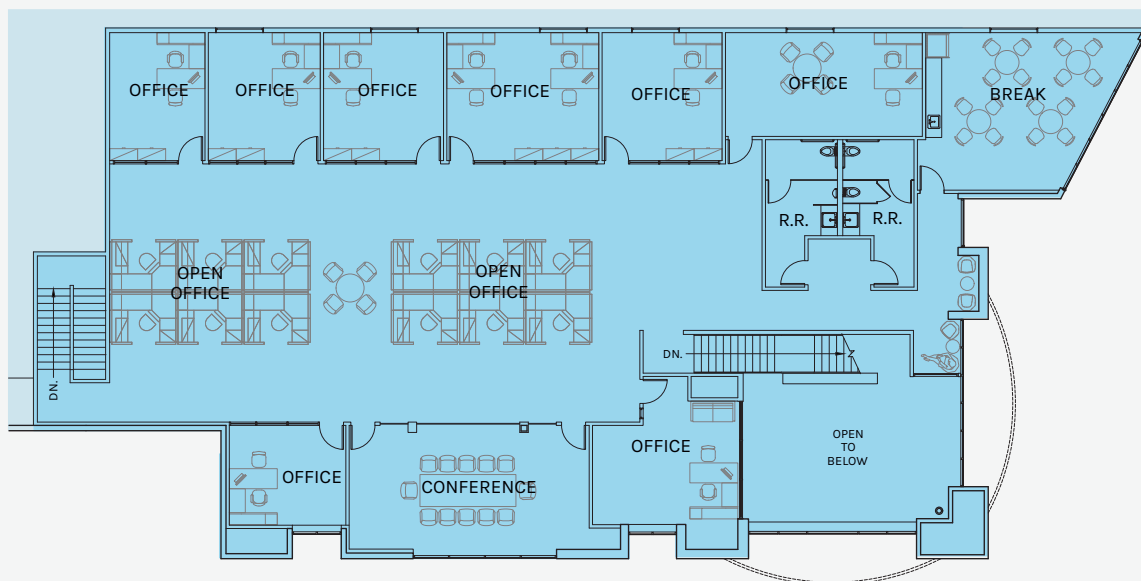 OFFICE
OFFICE
OFFICE
OFFICE
OFFICE
OFFICE
BREAK
R.R.
R.R.
OPEN
OFFICE
OPEN
OFFICE
DN.
DN.
OFFICE
CONFERENCE
OFFICE
OPEN
TO
BELOW